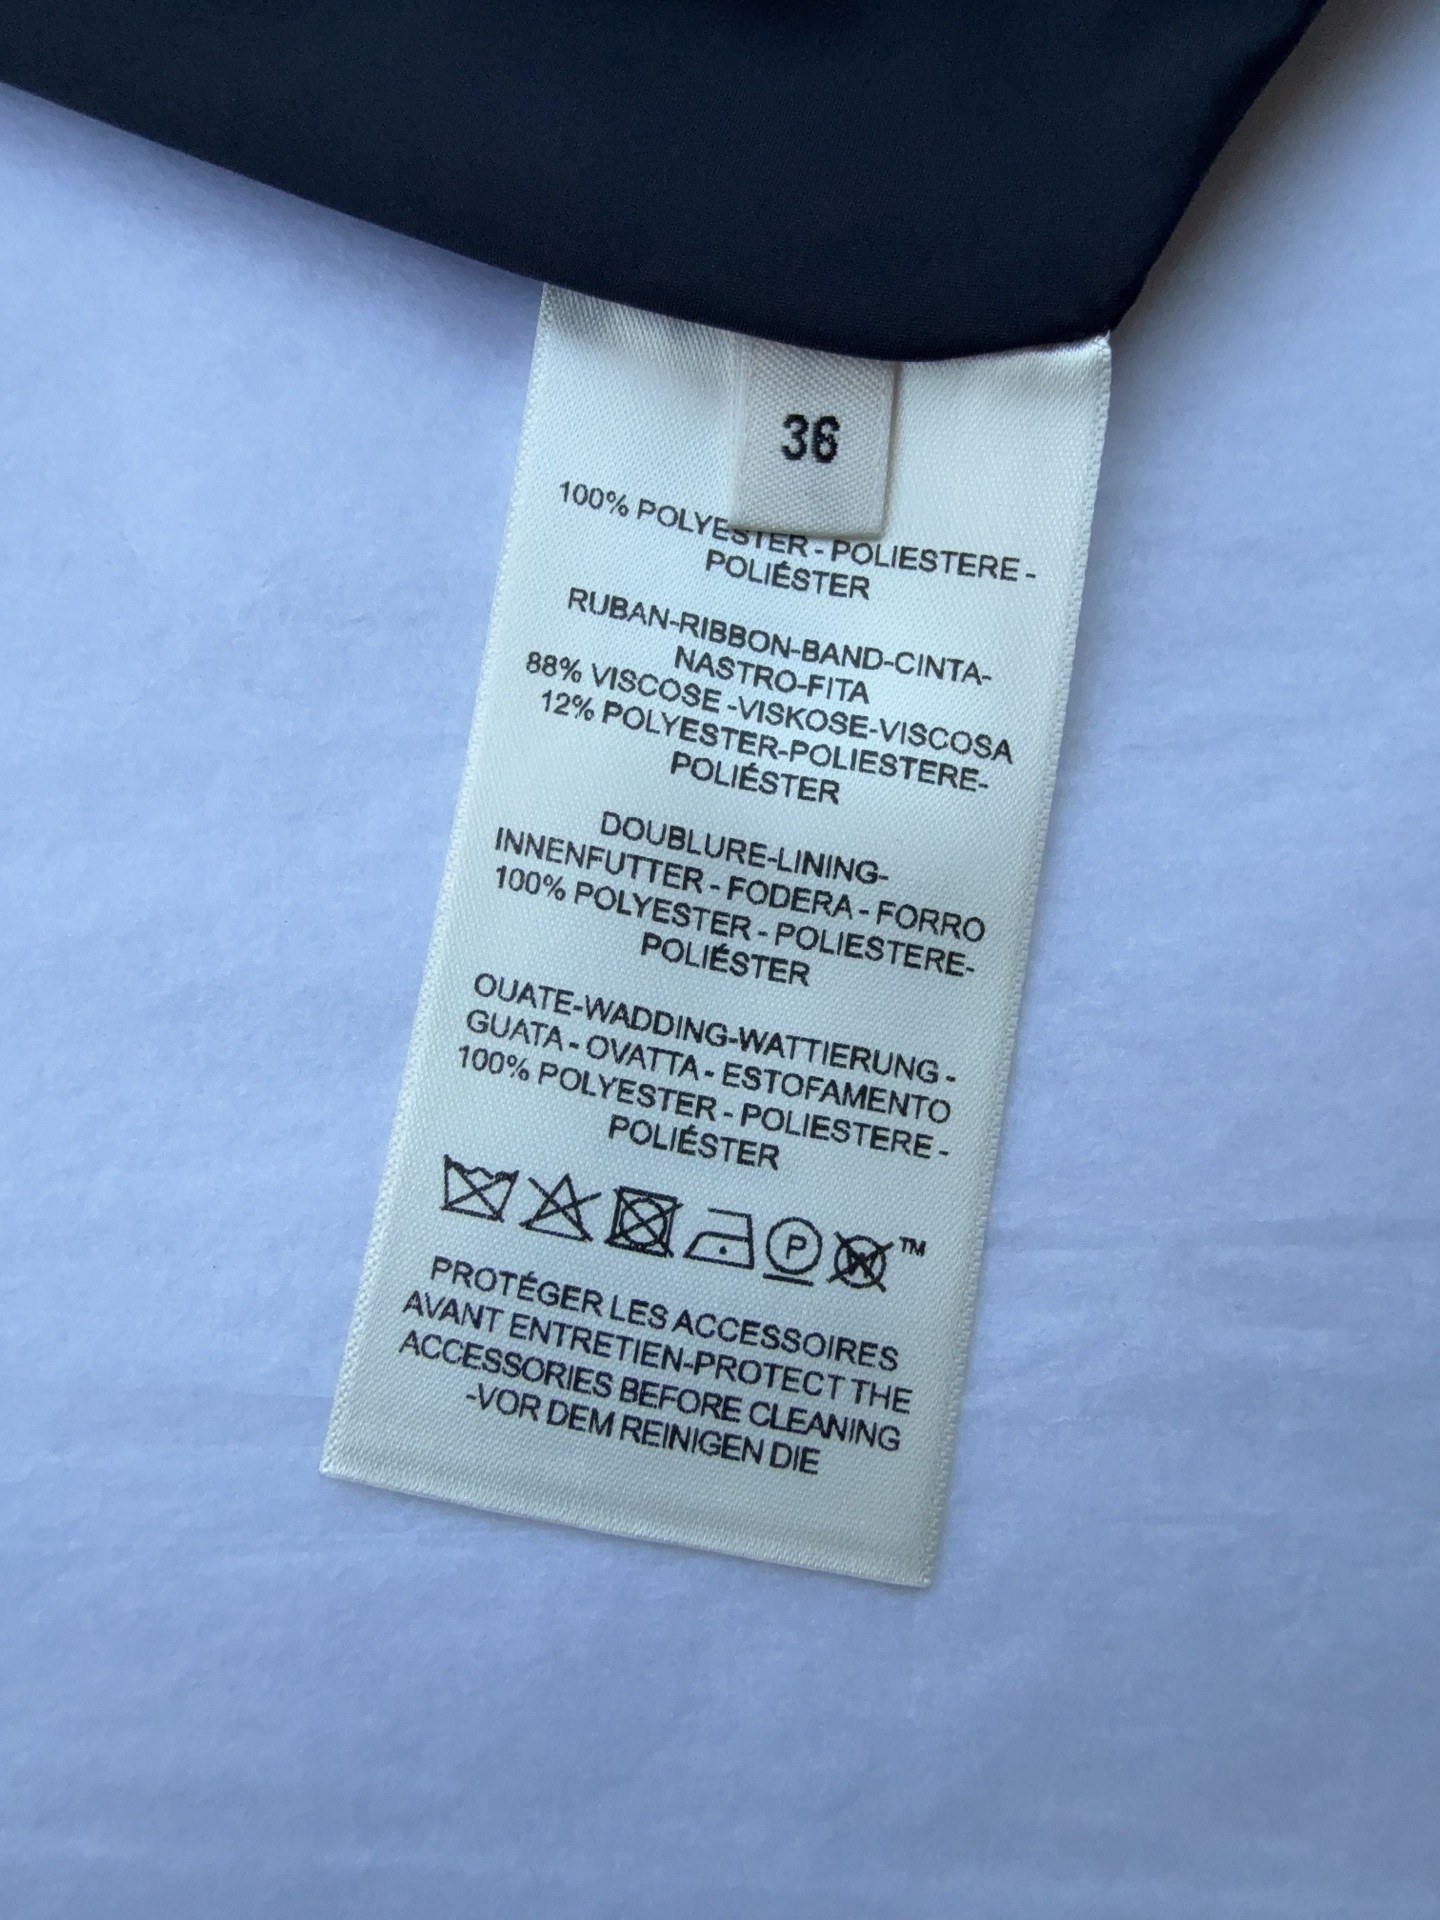 36
100% POLYESTER - POLIESTERE -
POLIÉSTER
RUBAN-RIBBON-BAND-CINTA-
NASTRO-FITA
88% VISCOSE -VISKOSE-VISCOSA
12% POLYESTER-POLIESTERE-
POLIÉSTER
DOUBLURE-LINING-
INNENFUTTER - FODERA - FORRO
100% POLYESTER - POLIESTERE-
POLIÉSTER
OUATE-WADDING-WATTIERUNG -
GUATA - OVATTA - ESTOFAMENTO
100% POLYESTER - POLIESTERE -
POLIÉSTER
P W ™
PROTÉGER LES ACCESSOIRES
AVANT ENTRETIEN-PROTECT THE
ACCESSORIES BEFORE CLEANING
-VOR DEM REINIGEN DIE